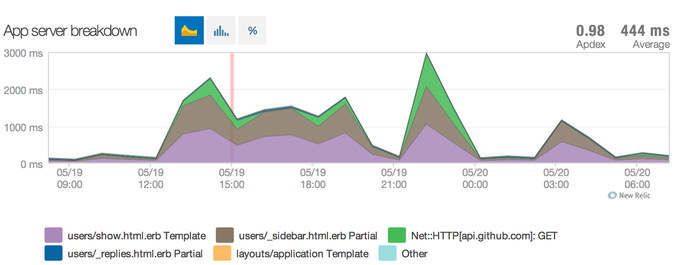 App server breakdown
%
0.98 444 ms
Apdex Average
3000 ms
2000 ms
1000 ms
0 ms
05/19 05/19 05/19 05/19 05/19 05/20 05/20 05/20
09:00 12:00 15:00 18:00 21:00 00:00 03:00 06:00
New Relic
users/show.html.erb Template users/_sidebar.html.erb Partial Net::HTTP[api.github.com]: GET
users/_replies.html.erb Partial layouts/application Template Other